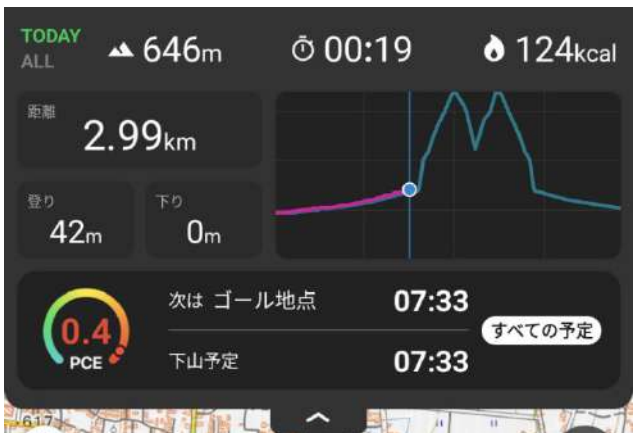 TODAY
ALL
646m
00:19
124kcal
距離
2.99km
登り
42m
下り
0m
0.4
PCE
次は ゴール地点 07:33
すべての予定
下山予定 07:33
617